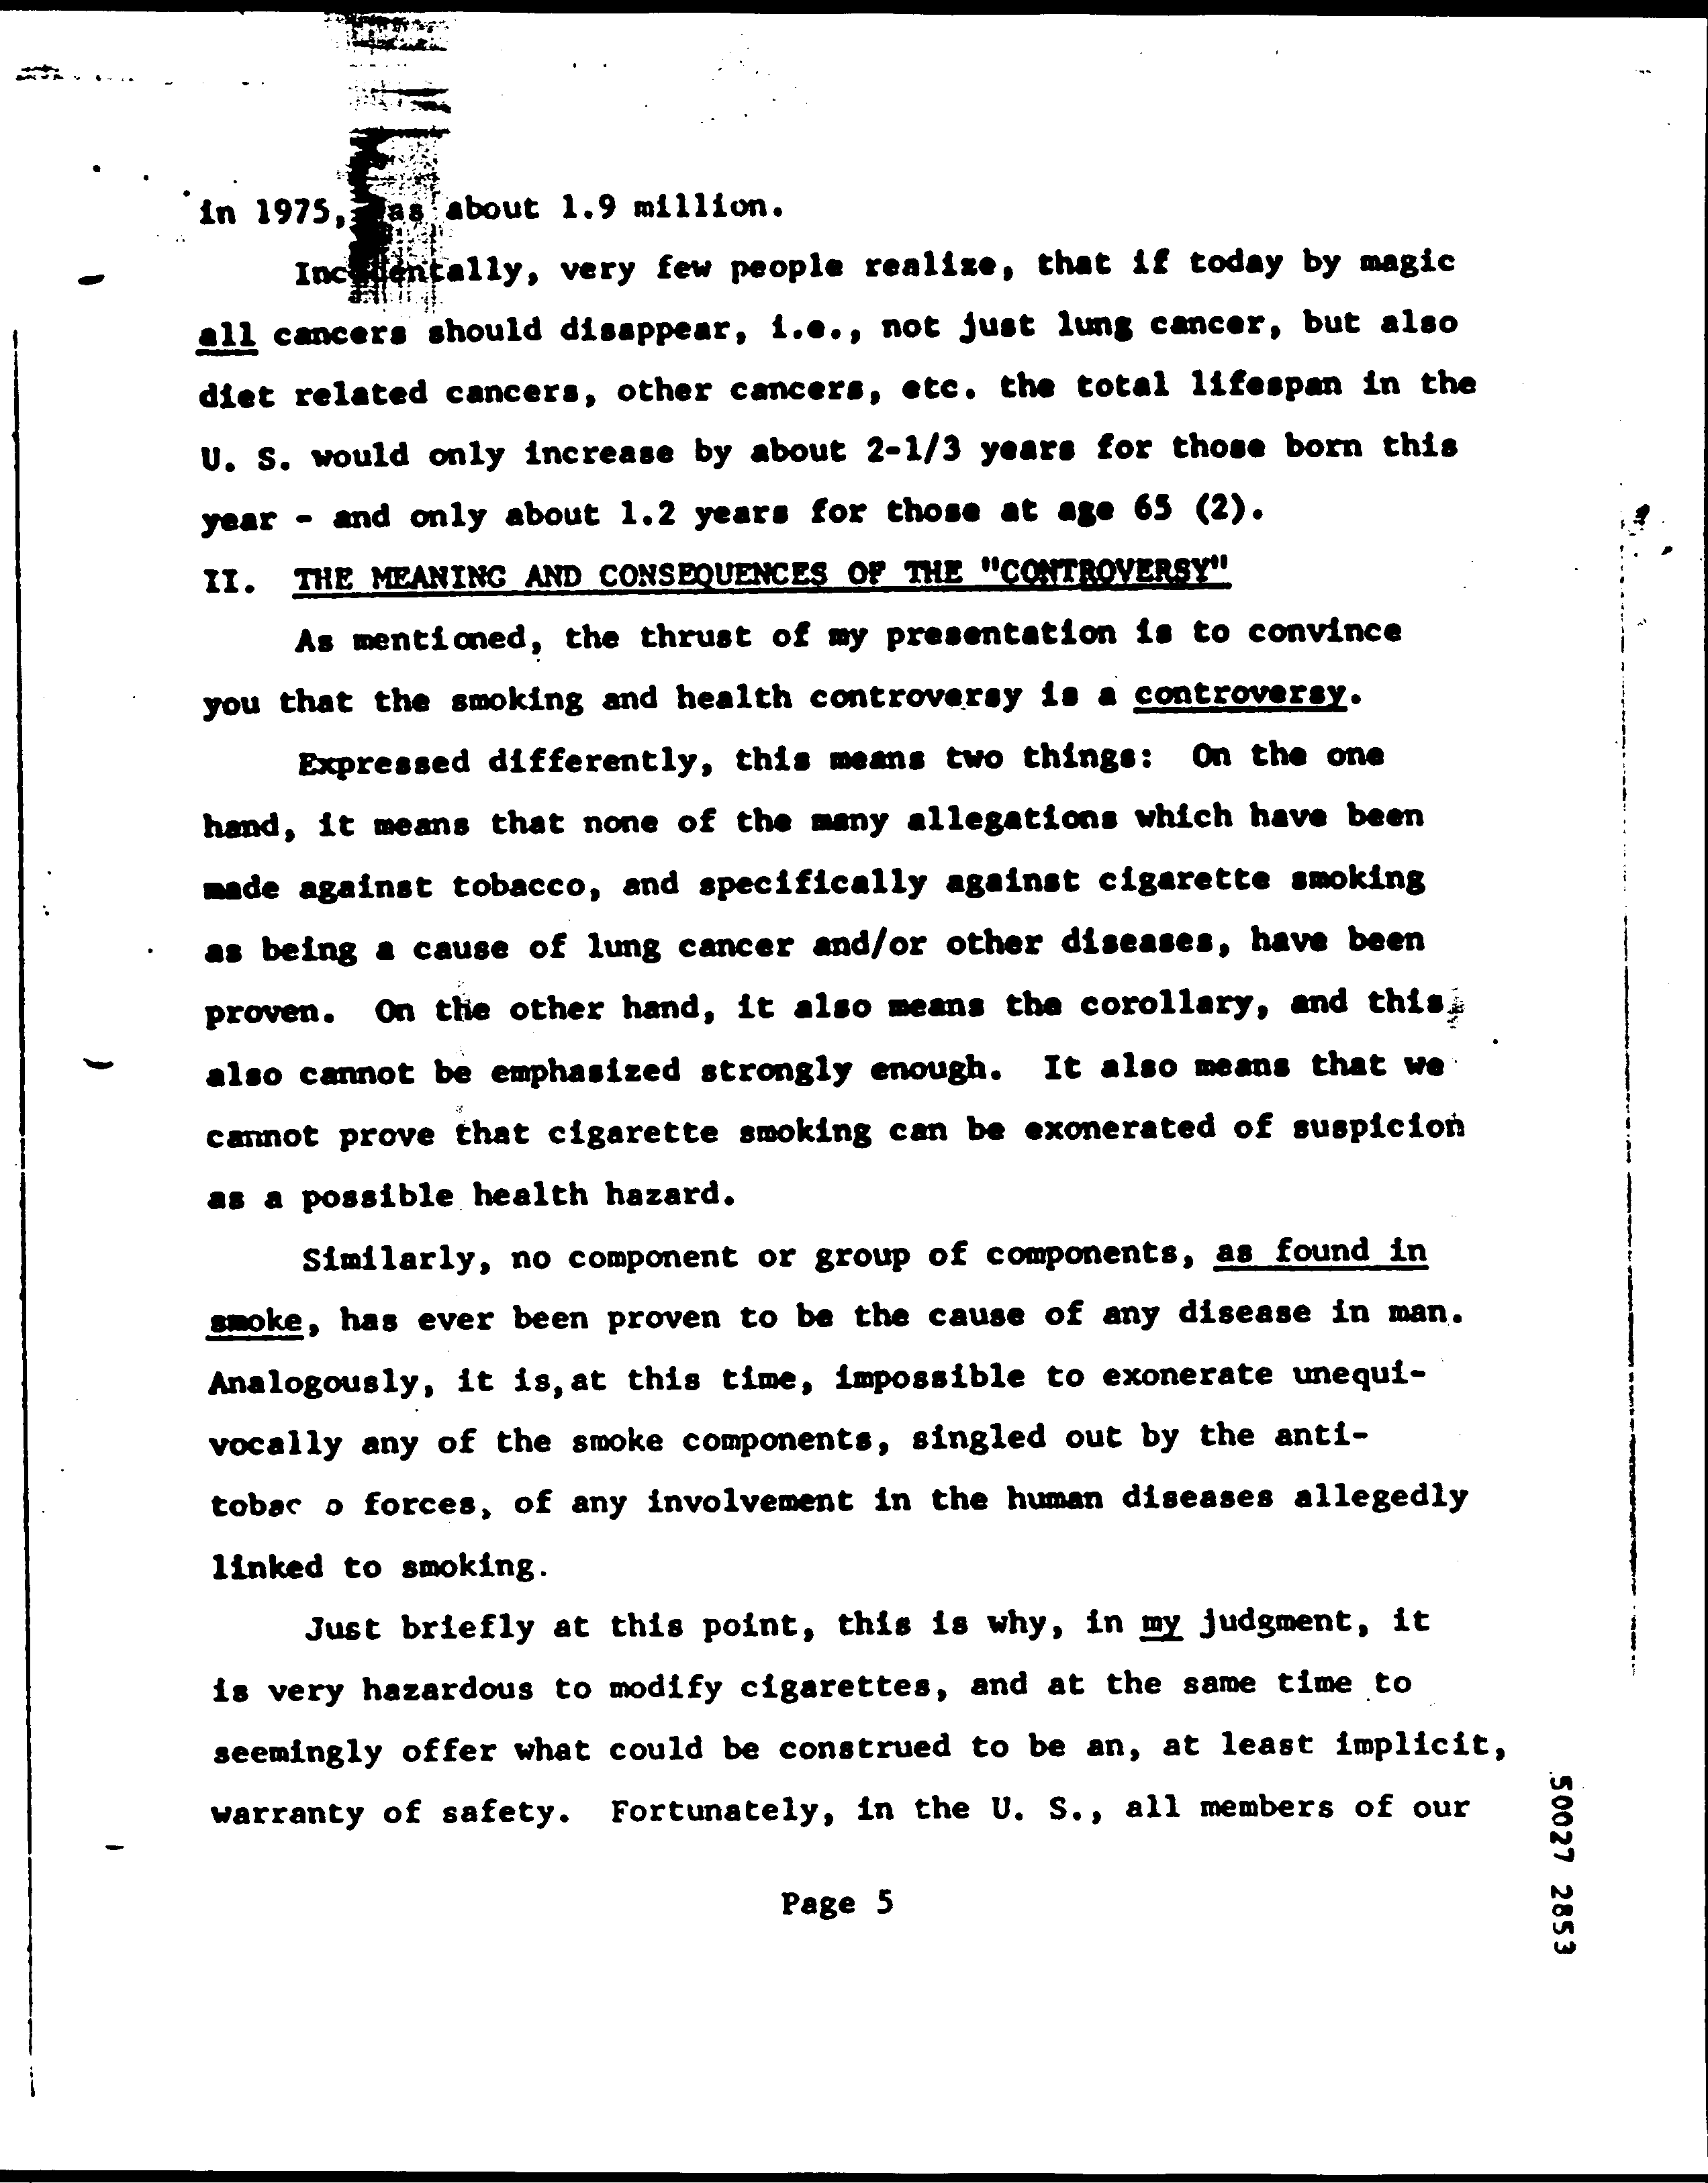 in 1975, was about 1.9 million.
Incidentally, very few people realize, that if today by magic
all cancers should disappear, i.e., not just lung cancer, but also
diet related cancers, other cancers, etc. the total lifespan in the
U. S. would only increase by about 2-1/3 years for those born this
year - and only about 1.2 years for those at age 65 (2).
II. THE MEANING AND CONSEQUENCES OF THE "CONTROVERSY"
As mentioned, the thrust of my presentation is to convince
you that the smoking and health controversy is a controversy.
Expressed differently, this means two things: On the one
hand, it means that none of the many allegations which have been
made against tobacco, and specifically against cigarette smoking
as being a cause of lung cancer and/or other diseases, have been
proven. On the other hand, it also means the corollary, and this
also cannot be emphasized strongly enough. It also means that we
cannot prove that cigarette smoking can be exonerated of suspicion
as a possible health hazard.
Similarly, no component or group of components, as found in
smoke, has ever been proven to be the cause of any disease in man.
Analogously, it is, at this time, impossible to exonerate unequi-
vocally any of the smoke components, singled out by the anti-
tobac o forces, of any involvement in the human diseases allegedly
linked to smoking.
Just briefly at this point, this is why, in my judgment, it
is very hazardous to modify cigarettes, and at the same time to
seemingly offer what could be construed to be an, at least implicit,
warranty of safety. Fortunately, in the U. S., all members of our
Page 5
50027 2853